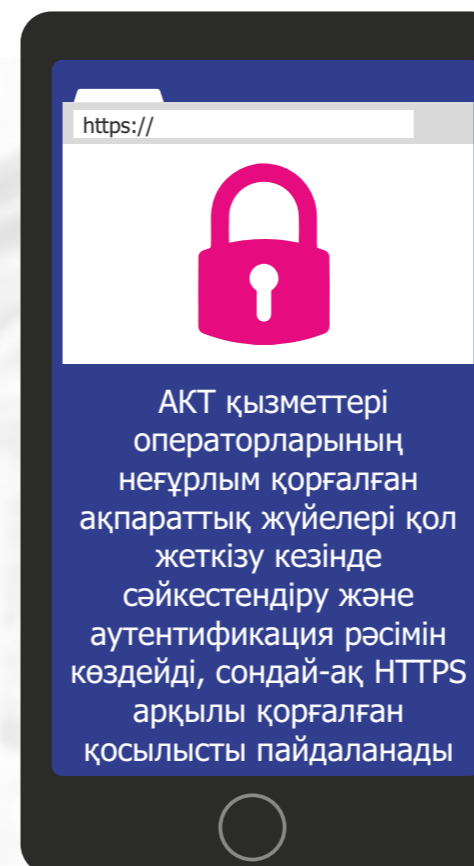 https://
АКТ қызметтері
операторларының
неғұрлым қорғалған
ақпараттық жүйелері қол
жеткізу кезінде
сәйкестендіру және
аутентификация рәсімін
көздейді, сондай-ақ HTTPS
арқылы қорғалған
қосылысты пайдаланады